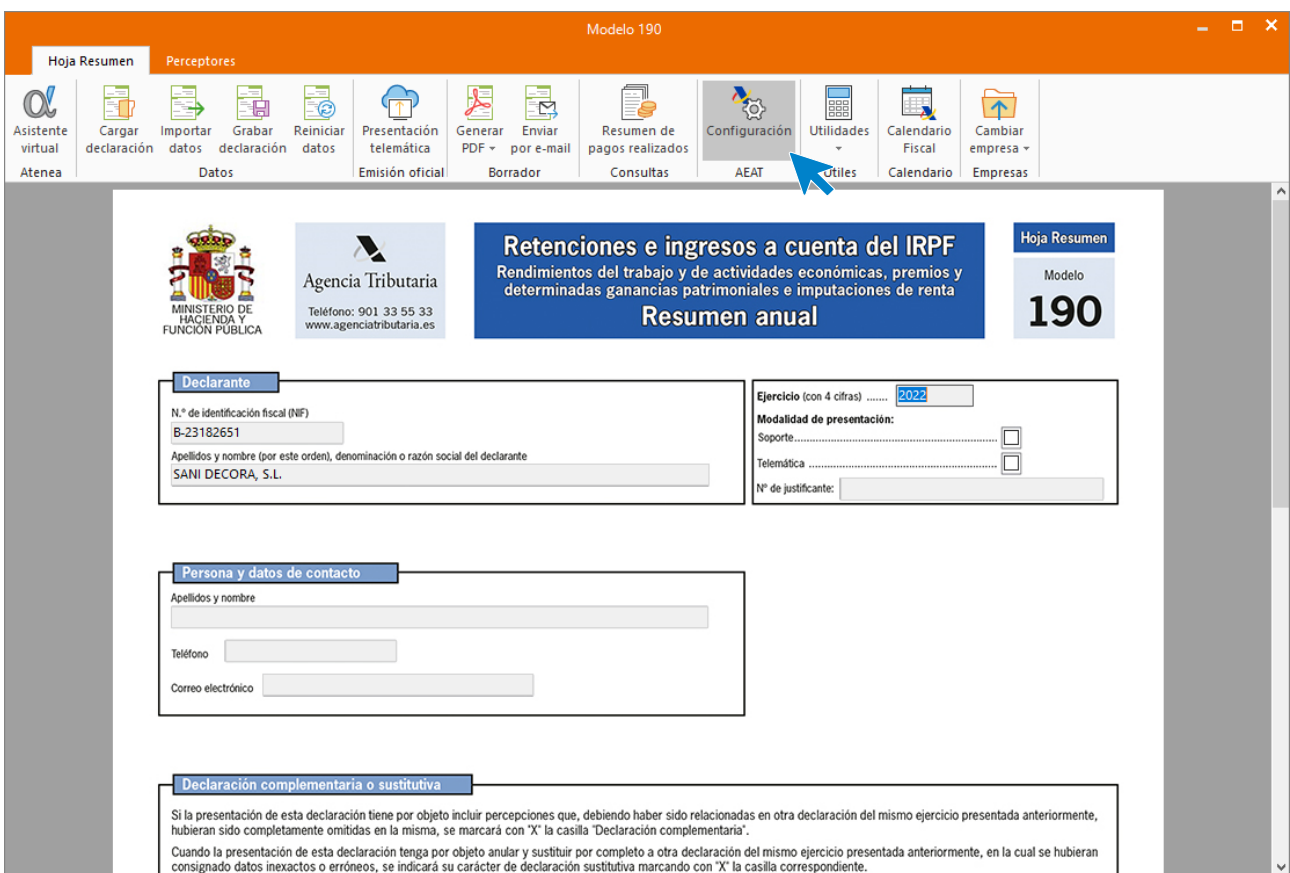 Modelo 190
Hoja Resumen
Perceptores
Asistente virtual
Cargar declaración
Importar datos
Grabar declaración
Reiniciar datos
Presentación telemática
Generar PDF
Enviar por e-mail
Resumen de pagos realizados
Configuración
Utilidades
Calendario Fiscal
Cambiar empresa
Atenea
Datos
Emisión oficial
Borrador
Consultas
AEAT
Útiles
Calendario
Empresas
MINISTERIO DE
HACIENDA Y
FUNCIÓN PÚBLICA
Agencia Tributaria
Teléfono: 901 33 55 33
www.agenciatributaria.es
Retenciones e ingresos a cuenta del IRPF
Rendimientos del trabajo y de actividades económicas, premios y
determinadas ganancias patrimoniales e imputaciones de renta
Resumen anual
Hoja Resumen
Modelo
190
Declarante
N.º de identificación fiscal (NIF)
B-23182651
Apellidos y nombre (por este orden), denominación o razón social del declarante
SANI DECORA, S.L.
Ejercicio (con 4 cifras) ....... 2022
Modalidad de presentación:
Soporte
Telemática
Nº de justificante:
Persona y datos de contacto
Apellidos y nombre
Teléfono
Correo electrónico
Declaración complementaria o sustitutiva
Si la presentación de esta declaración tiene por objeto incluir percepciones que, debiendo haber sido relacionadas en otra declaración del mismo ejercicio presentada anteriormente,
hubieran sido completamente omitidas en la misma, se marcará con "X" la casilla "Declaración complementaria".
Cuando la presentación de esta declaración tenga por objeto anular y sustituir por completo a otra declaración del mismo ejercicio presentada anteriormente, en la cual se hubieran
consignado datos inexactos o erróneos, se indicará su carácter de declaración sustitutiva marcando con "X" la casilla correspondiente.